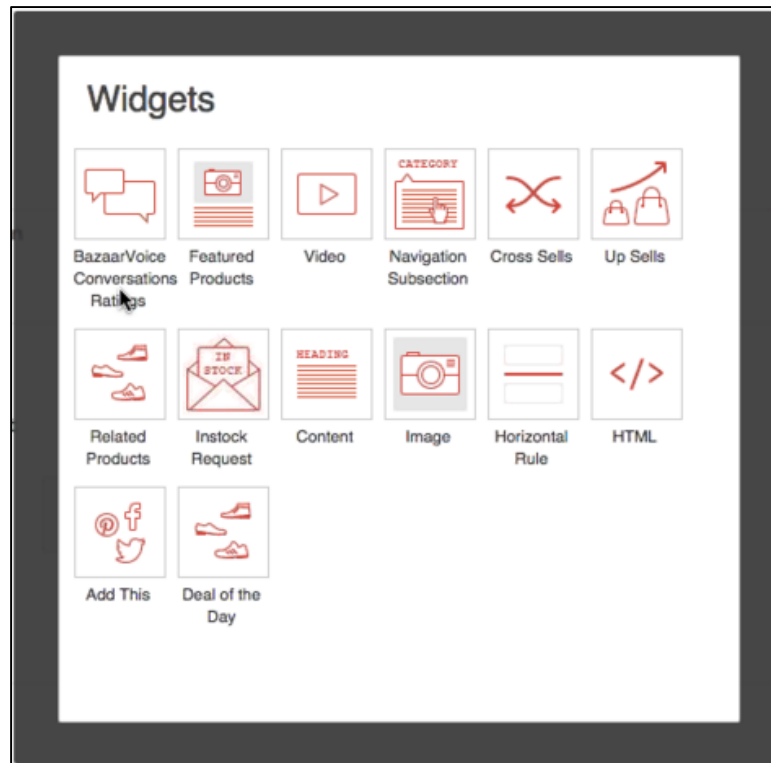 Widgets
CATEGORY
BazaarVoice
Conversations
Ratings
Featured
Products
Video
Navigation
Subsection
Cross Sells
Up Sells
IN
STOCK
HEADING
</>
Related
Products
Instock
Request
Content
Image
Horizontal
Rule
HTML
Add This
Deal of the
Day